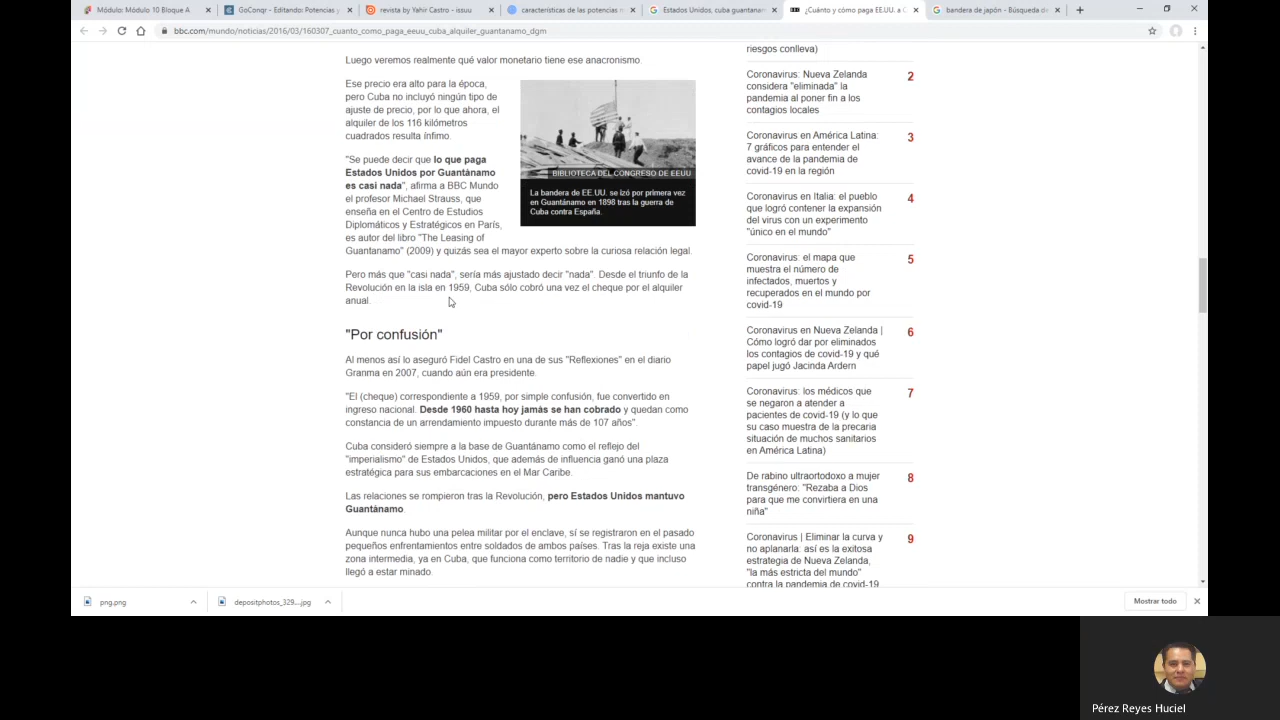 Módulo: Módulo 10 Bloque A
GoConqr - Editando: Potencias y
revista by Yahir Castro - issuu
características de las potencias m
Estados Unidos, cuba guantanam
¿Cuánto y cómo paga EE.UU. a C
bandera de japón - Búsqueda de
bbc.com/mundo/noticias/2016/03/160307_cuanto_como_paga_eeuu_cuba_alquiler_guantanamo_dgm
Luego veremos realmente qué valor monetario tiene ese anacronismo.
Ese precio era alto para la época,
pero Cuba no incluyó ningún tipo de
ajuste de precio, por lo que ahora, el
alquiler de los 116 kilómetros
cuadrados resulta ínfimo.
"Se puede decir que lo que paga
Estados Unidos por Guantánamo
es casi nada", afirma a BBC Mundo
el profesor Michael Strauss, que
enseña en el Centro de Estudios
Diplomáticos y Estratégicos en París,
es autor del libro "The Leasing of
Guantanamo" (2009) y quizás sea el mayor experto sobre la curiosa relación legal.
BIBLIOTECA DEL CONGRESO DE EEUU
La bandera de EE.UU. se izó por primera vez
en Guantánamo en 1898 tras la guerra de
Cuba contra España.
Pero más que "casi nada", sería más ajustado decir "nada". Desde el triunfo de la
Revolución en la isla en 1959, Cuba sólo cobró una vez el cheque por el alquiler
anual.
"Por confusión"
Al menos así lo aseguró Fidel Castro en una de sus "Reflexiones" en el diario
Granma en 2007, cuando aún era presidente.
"El (cheque) correspondiente a 1959, por simple confusión, fue convertido en
ingreso nacional. Desde 1960 hasta hoy jamás se han cobrado y quedan como
constancia de un arrendamiento impuesto durante más de 107 años".
Cuba consideró siempre a la base de Guantánamo como el reflejo del
"imperialismo" de Estados Unidos, que además de influencia ganó una plaza
estratégica para sus embarcaciones en el Mar Caribe.
Las relaciones se rompieron tras la Revolución, pero Estados Unidos mantuvo
Guantánamo.
Aunque nunca hubo una pelea militar por el enclave, sí se registraron en el pasado
pequeños enfrentamientos entre soldados de ambos países. Tras la reja existe una
zona intermedia, ya en Cuba, que funciona como territorio de nadie y que incluso
llegó a estar minado.
riesgos conlleva)
Coronavirus: Nueva Zelanda 2
considera "eliminada" la
pandemia al poner fin a los
contagios locales
Coronavirus en América Latina: 3
7 gráficos para entender el
avance de la pandemia de
covid-19 en la región
Coronavirus en Italia: el pueblo 4
que logró contener la expansión
del virus con un experimento
"único en el mundo"
Coronavirus: el mapa que 5
muestra el número de
infectados, muertos y
recuperados en el mundo por
covid-19
Coronavirus en Nueva Zelanda | 6
Cómo logró dar por eliminados
los contagios de covid-19 y qué
papel jugó Jacinda Ardern
Coronavirus: los médicos que 7
se negaron a atender a
pacientes de covid-19 (y lo que
su caso muestra de la precaria
situación de muchos sanitarios
en América Latina)
De rabino ultraortodoxo a mujer 8
transgénero: "Rezaba a Dios
para que me convirtiera en una
niña"
Coronavirus | Eliminar la curva y 9
no aplanarla: así es la exitosa
estrategia de Nueva Zelanda,
"la más estricta del mundo"
contra la pandemia de covid-19
png.png
depositphotos_329....jpg
Mostrar todo
Pérez Reyes Huciel